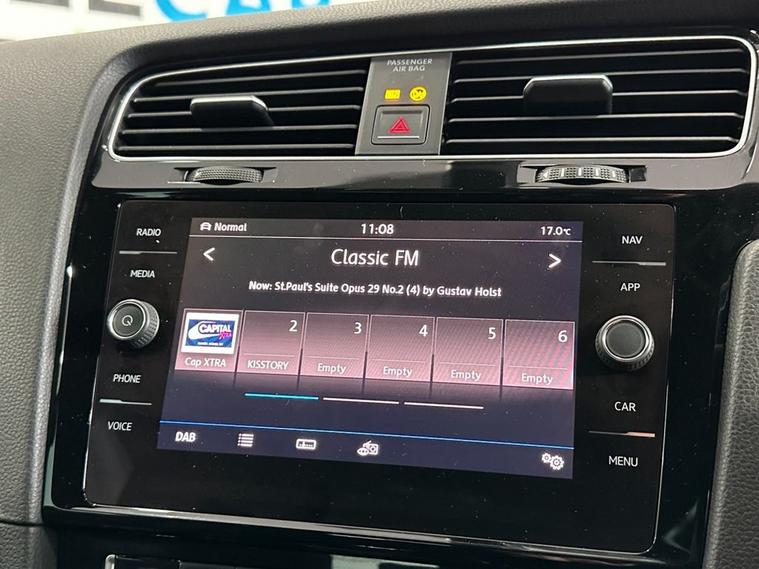 CAR
PASSENGER
AIR BAG
RADIO
MEDIA
PHONE
VOICE
Normal 11:08 17.0°C
< Classic FM >
Now: St.Paul's Suite Opus 29 No.2 (4) by Gustav Holst
CAPITAL
2 3 4 5 6
Cap XTRA KISSTORY Empty Empty Empty Empty
DAB
NAV
APP
CAR
MENU